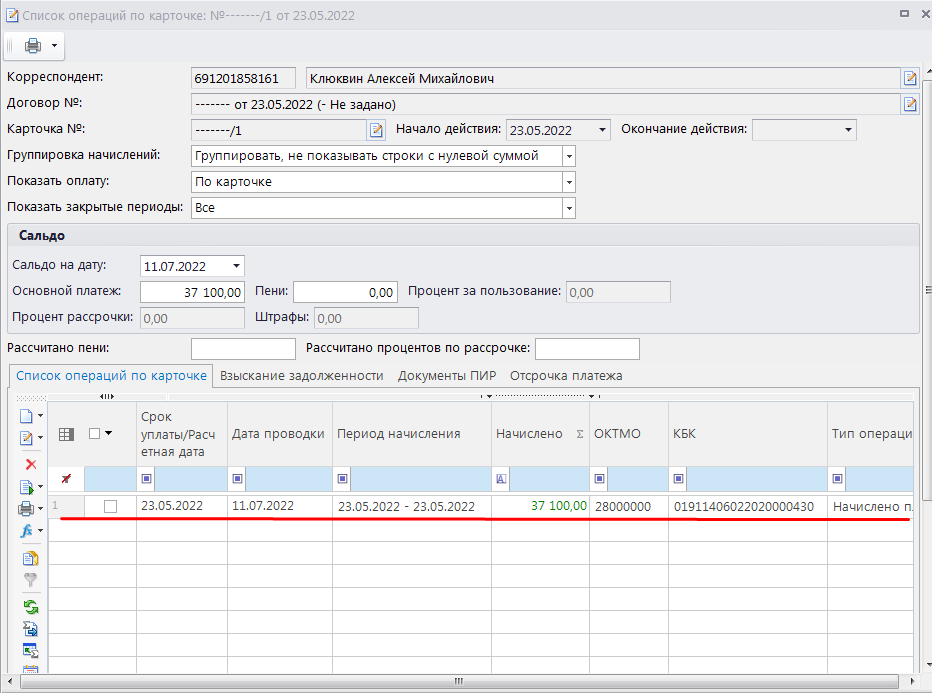 Список операций по карточке: №-------/1 от 23.05.2022
Корреспондент: 691201858161 Клюквин Алексей Михайлович
Договор №: ------- от 23.05.2022 (- Не задано)
Карточка №: -------/1 Начало действия: 23.05.2022 Окончание действия:
Группировка начислений: Группировать, не показывать строки с нулевой суммой
Показать оплату: По карточке
Показать закрытые периоды: Все
Сальдо
Сальдо на дату: 11.07.2022
Основной платеж: 37 100,00 Пени: 0,00 Процент за пользование: 0,00
Процент рассрочки: 0,00 Штрафы: 0,00
Рассчитано пени: Рассчитано процентов по рассрочке:
Список операций по карточке Взыскание задолженности Документы ПИР Отсрочка платежа
Срок
уплаты/Расч
етная дата
Дата проводки Период начисления Начислено Σ ОКТМО КБК Тип операци
1 23.05.2022 11.07.2022 23.05.2022 - 23.05.2022 37 100,00 28000000 01911406022020000430 Начислено п